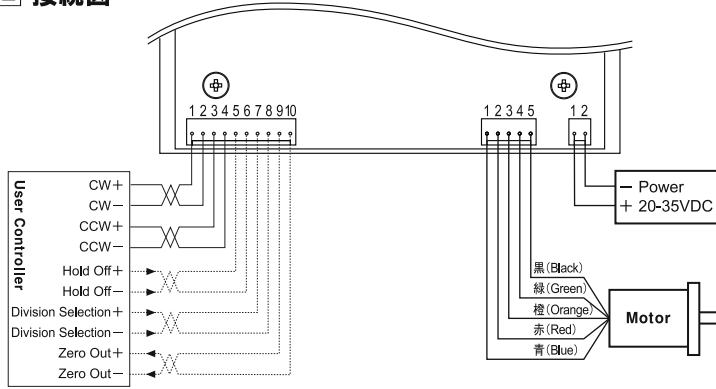 接続図
1 2 3 4 5 6 7 8 9 10
1 2 3 4 5
1 2
User Controller
CW+
CW−
CCW+
CCW−
Hold Off+
Hold Off−
Division Selection+
Division Selection−
Zero Out+
Zero Out−
− Power
+ 20-35VDC
黒(Black)
緑(Green)
橙(Orange)
赤(Red)
青(Blue)
Motor